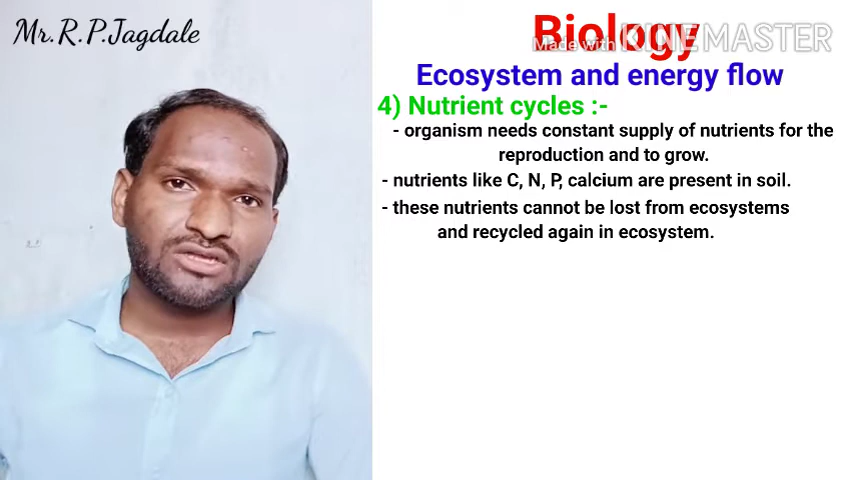 Mr.R.P.Jagdale
Biology
Made with KINEMASTER
Ecosystem and energy flow
4) Nutrient cycles :-
- organism needs constant supply of nutrients for the
reproduction and to grow.
- nutrients like C, N, P, calcium are present in soil.
- these nutrients cannot be lost from ecosystems
and recycled again in ecosystem.